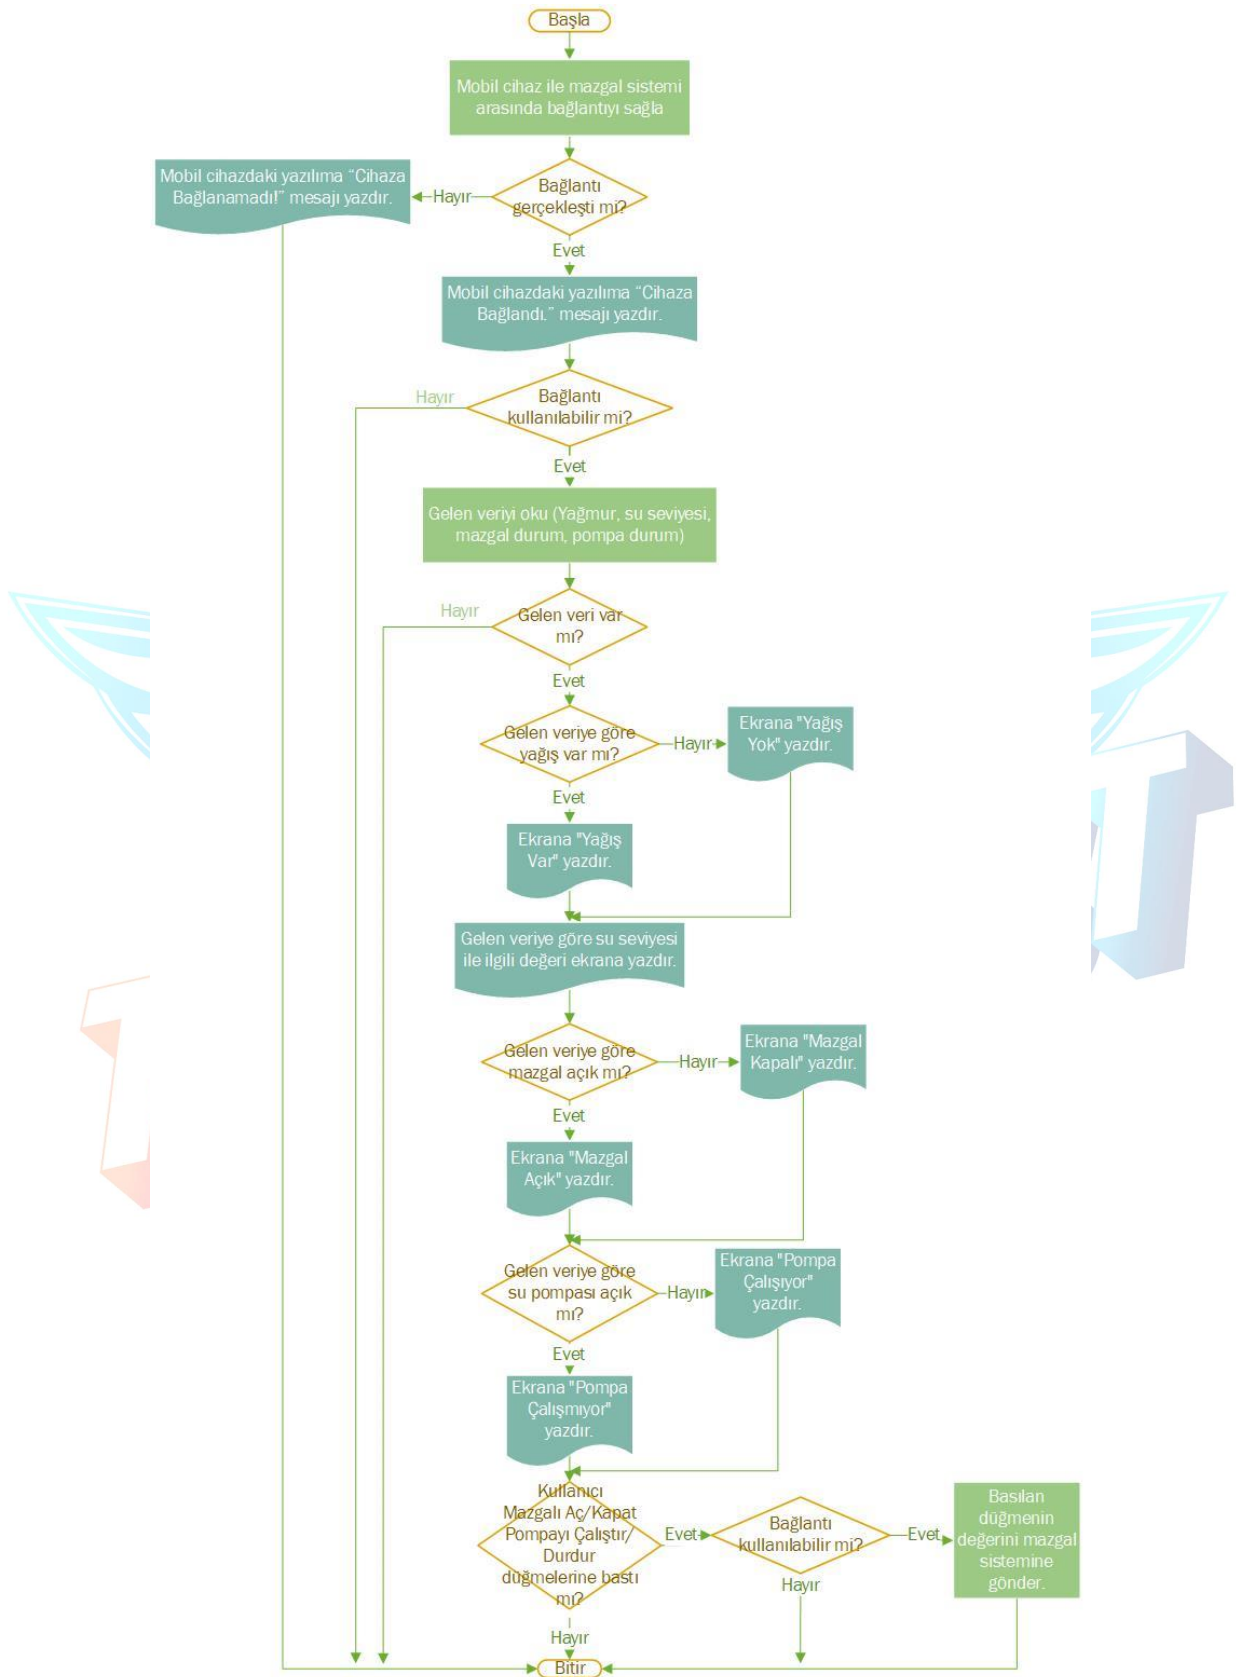 Başla
Mobil cihaz ile mazgal sistemi
arasında bağlantıyı sağla
Mobil cihazdaki yazılıma “Cihaza
Bağlanamadı!” mesajı yazdır.
Hayır
Bağlantı
gerçekleşti mi?
Evet
Mobil cihazdaki yazılıma “Cihaza
Bağlandı.” mesajı yazdır.
Hayır
Bağlantı
kullanılabilir mi?
Evet
Gelen veriyi oku (Yağmur, su seviyesi,
mazgal durum, pompa durum)
Hayır
Gelen veri var
mı?
Evet
Gelen veriye göre
yağış var mı?
Hayır
Ekrana "Yağış
Yok" yazdır.
Evet
Ekrana "Yağış
Var" yazdır.
Gelen veriye göre su seviyesi
ile ilgili değeri ekrana yazdır.
Gelen veriye göre
mazgal açık mı?
Hayır
Ekrana "Mazgal
Kapalı" yazdır.
Evet
Ekrana "Mazgal
Açık" yazdır.
Gelen veriye göre
su pompası açık
mı?
Hayır
Ekrana "Pompa
Çalışıyor"
yazdır.
Evet
Ekrana "Pompa
Çalışmıyor"
yazdır.
Kullanıcı
Mazgalı Aç/Kapat
Pompayı Çalıştır/
Durdur
düğmelerine bastı
mı?
Evet
Bağlantı
kullanılabilir mi?
Evet
Basılan
düğmenin
değerini mazgal
sistemine
gönder.
Hayır
Hayır
Bitir